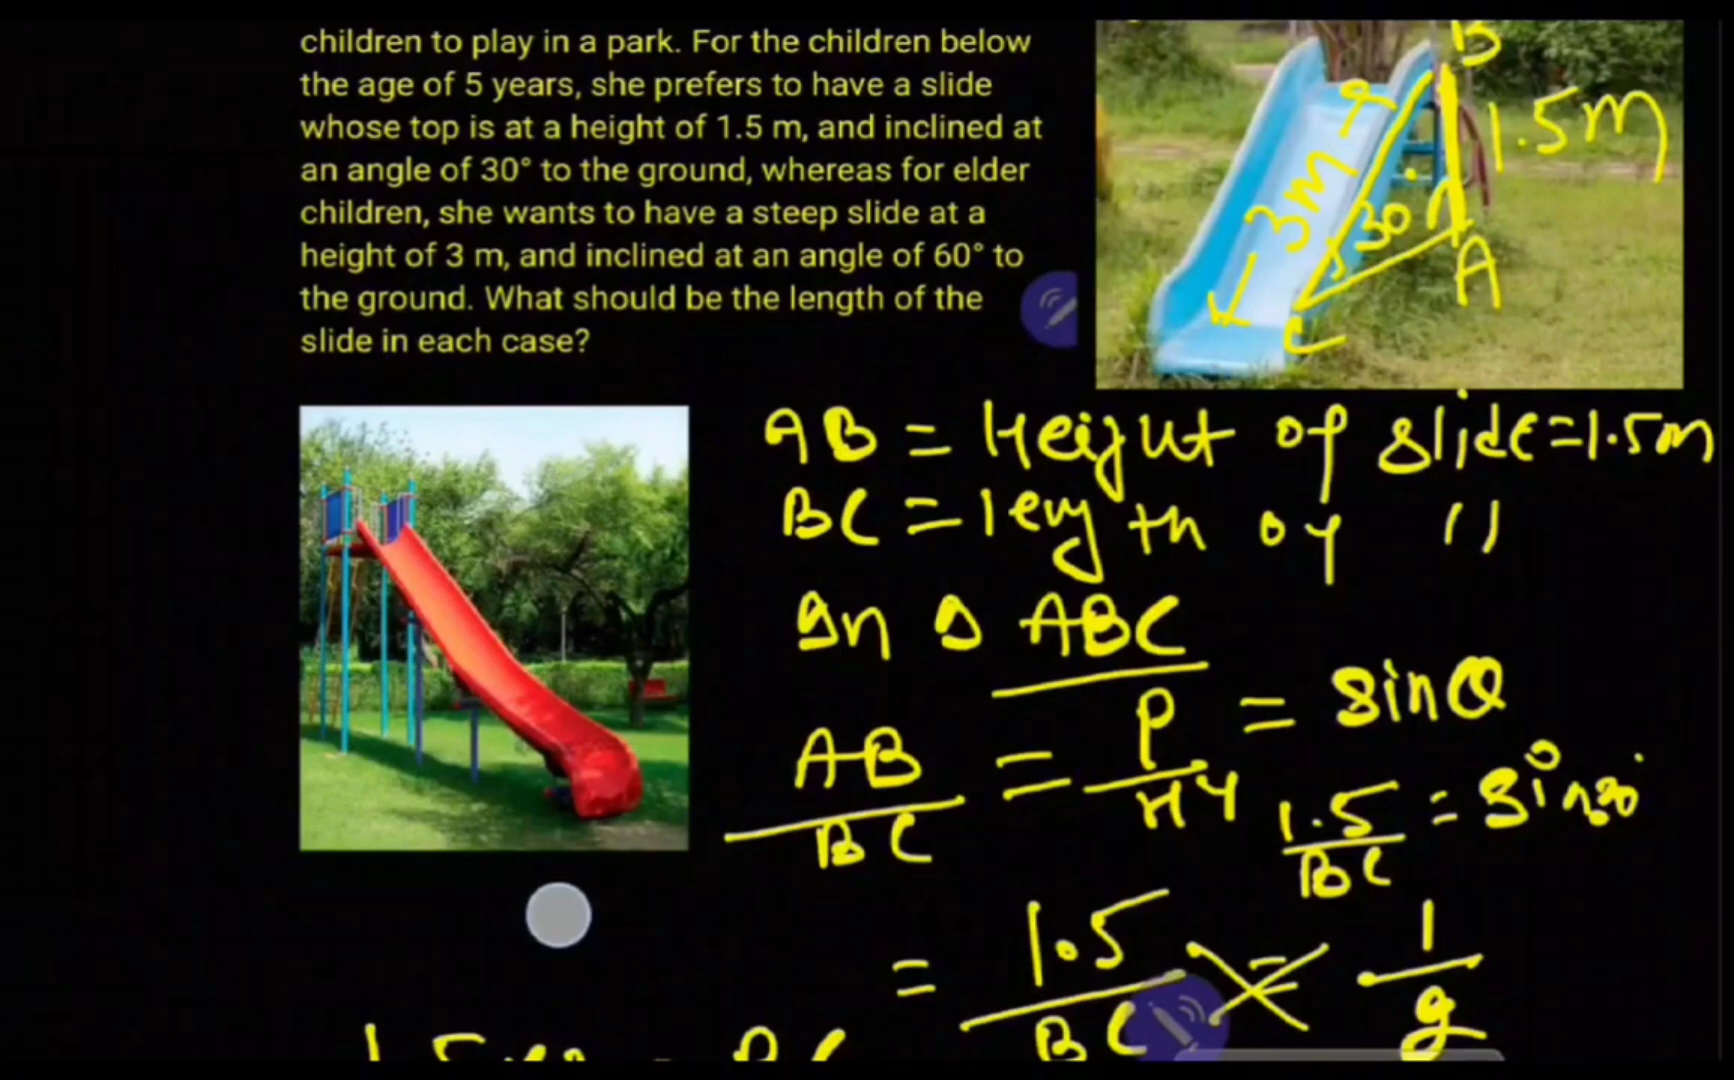 children to play in a park. For the children below
the age of 5 years, she prefers to have a slide
whose top is at a height of 1.5 m, and inclined at
an angle of 30° to the ground, whereas for elder
children, she wants to have a steep slide at a
height of 3 m, and inclined at an angle of 60° to
the ground. What should be the length of the
slide in each case?
B
1.5m
3m
30
A
C
AB = Height of slide = 1.5m
BC = length of "
In Δ ABC
AB/BC = P/Hy = sinθ
1.5/BC = sin30°
= 1.5/BC = 1/2